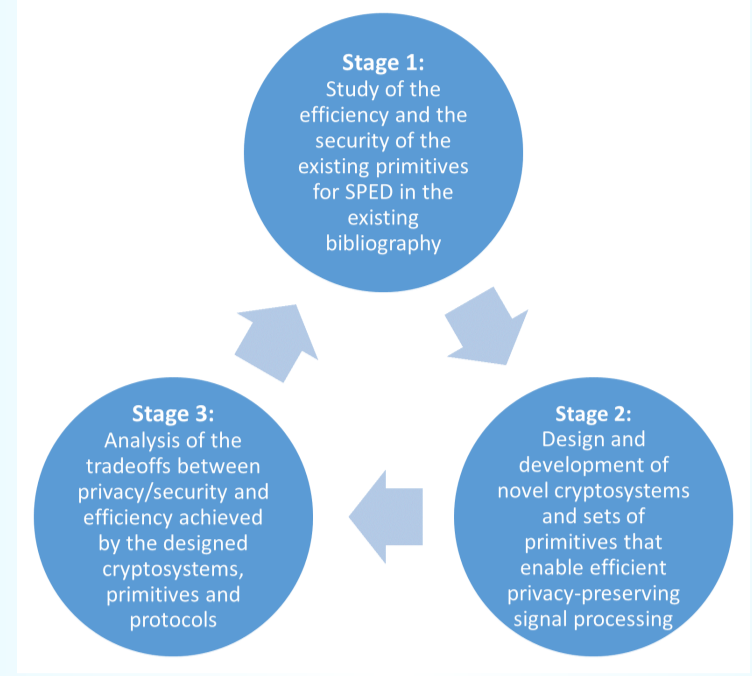 Stage 1:
Study of the
efficiency and the
security of the
existing primitives
for SPED in the
existing
bibliography
Stage 2:
Design and
development of
novel cryptosystems
and sets of
primitives that
enable efficient
privacy-preserving
signal processing
Stage 3:
Analysis of the
tradeoffs between
privacy/security and
efficiency achieved
by the designed
cryptosystems,
primitives and
protocols